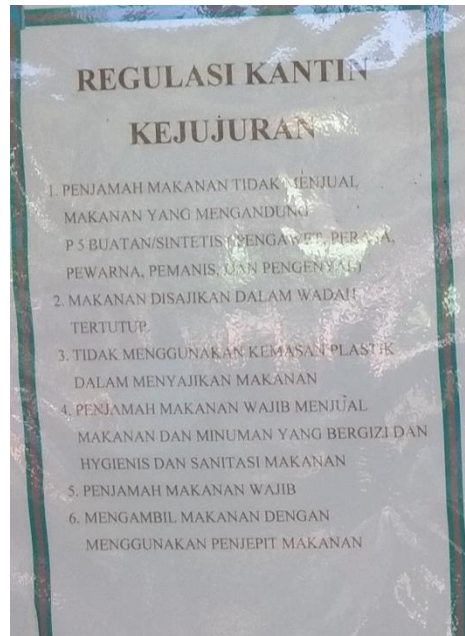 REGULASI KANTIN
KEJUJURAN
1. PENJAMAH MAKANAN TIDAK MENJUAL
MAKANAN YANG MENGANDUNG
P 5 BUATAN/SINTETIS (PENGAWET, PERASA,
PEWARNA, PEMANIS, DAN PENGENYAL)
2. MAKANAN DISAJIKAN DALAM WADAH
TERTUTUP.
3. TIDAK MENGGUNAKAN KEMASAN PLASTIK
DALAM MENYAJIKAN MAKANAN
4. PENJAMAH MAKANAN WAJIB MENJUAL
MAKANAN DAN MINUMAN YANG BERGIZI DAN
HYGIENIS DAN SANITASI MAKANAN
5. PENJAMAH MAKANAN WAJIB
6. MENGAMBIL MAKANAN DENGAN
MENGGUNAKAN PENJEPIT MAKANAN